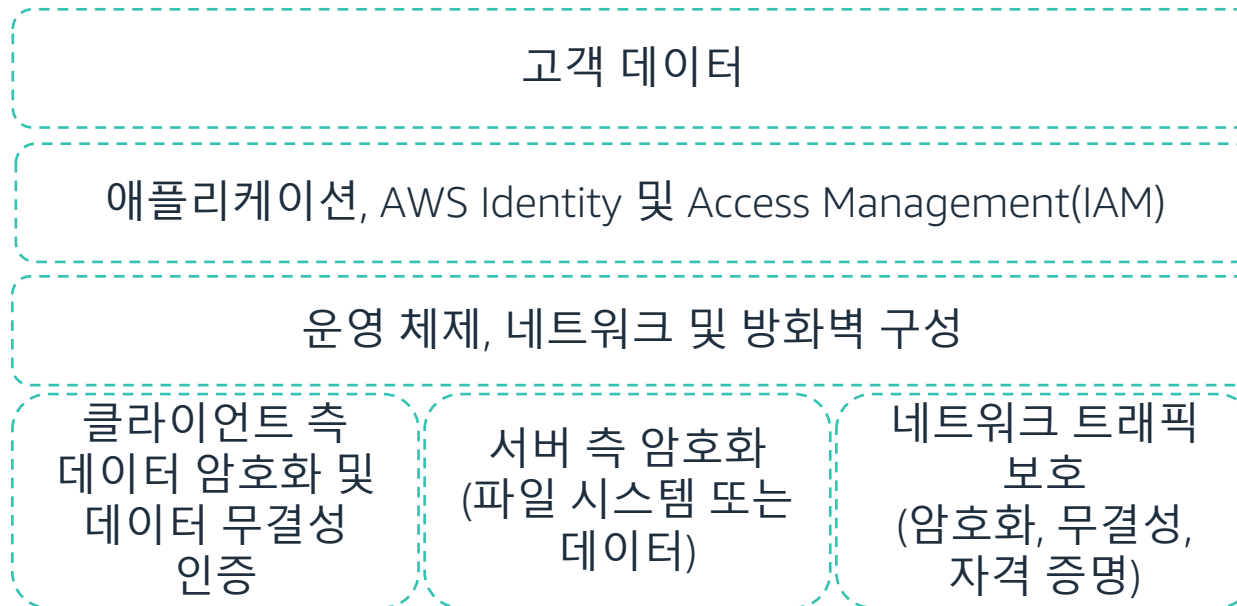 고객 데이터
애플리케이션, AWS Identity 및 Access Management(IAM)
운영 체제, 네트워크 및 방화벽 구성
클라이언트 측
데이터 암호화 및
데이터 무결성
인증
서버 측 암호화
(파일 시스템 또는
데이터)
네트워크 트래픽
보호
(암호화, 무결성,
자격 증명)